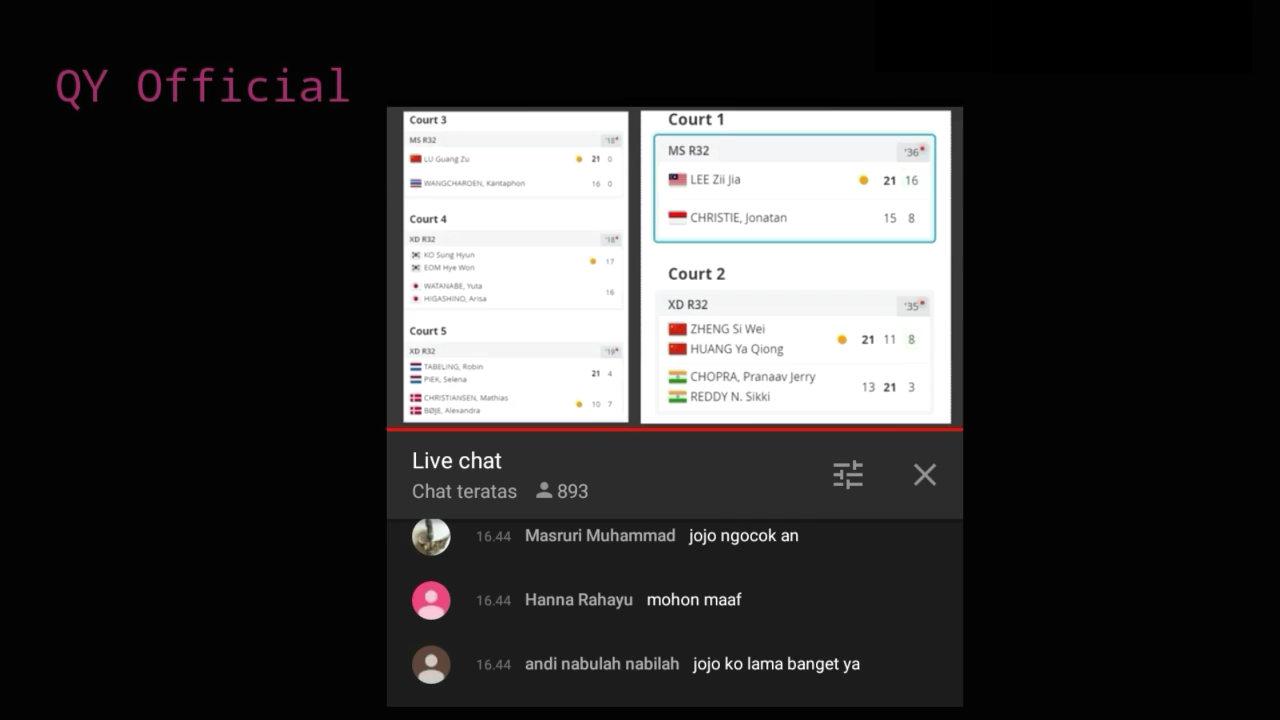 QY Official
Court 3
MS R32 '18
LU Guang Zu 21 0
WANGCHAROEN, Kantaphon 16 0
Court 4
XD R32 '18
KO Sung Hyun 17
EOM Hye Won
WATANABE, Yuta 16
HIGASHINO, Arisa
Court 5
XD R32 '19
TABELING, Robin 21 4
PIEK, Selena
CHRISTIANSEN, Mathias 10 7
BØJE, Alexandra
Court 1
MS R32 '36
LEE Zii Jia 21 16
CHRISTIE, Jonatan 15 8
Court 2
XD R32 '35
ZHENG Si Wei 21 11 8
HUANG Ya Qiong
CHOPRA, Pranaav Jerry 13 21 3
REDDY N. Sikki
Live chat
Chat teratas 893
16.44 Masruri Muhammad jojo ngocok an
16.44 Hanna Rahayu mohon maaf
16.44 andi nabulah nabilah jojo ko lama banget ya